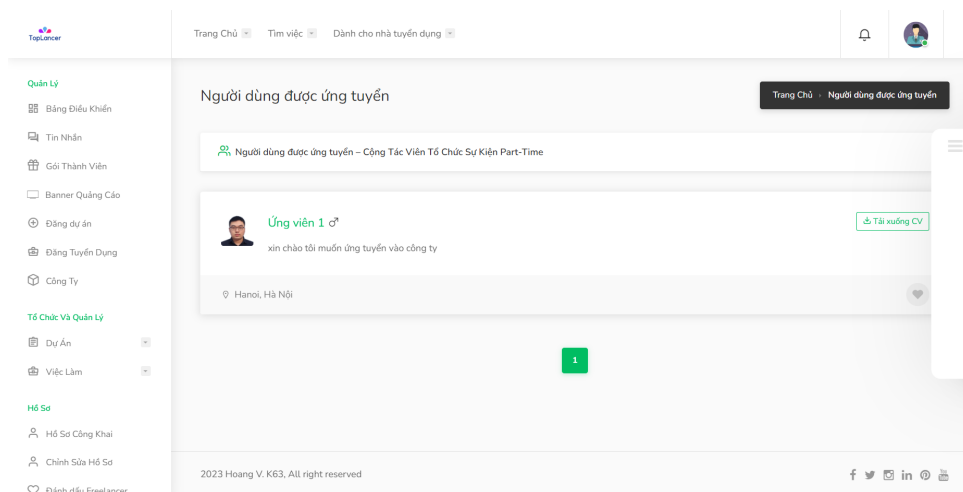 TopLancer
Trang Chủ
Tìm việc
Dành cho nhà tuyển dụng
Quản Lý
Bảng Điều Khiển
Tin Nhắn
Gói Thành Viên
Banner Quảng Cáo
Đăng dự án
Đăng Tuyển Dụng
Công Ty
Tổ Chức Và Quản Lý
Dự Án
Việc Làm
Hồ Sơ
Hồ Sơ Công Khai
Chỉnh Sửa Hồ Sơ
Đánh dấu Freelancer
Người dùng được ứng tuyển
Trang Chủ › Người dùng được ứng tuyển
Người dùng được ứng tuyển – Cộng Tác Viên Tổ Chức Sự Kiện Part-Time
Ứng viên 1
Tải xuống CV
xin chào tôi muốn ứng tuyển vào công ty
Hanoi, Hà Nội
1
2023 Hoang V. K63, All right reserved